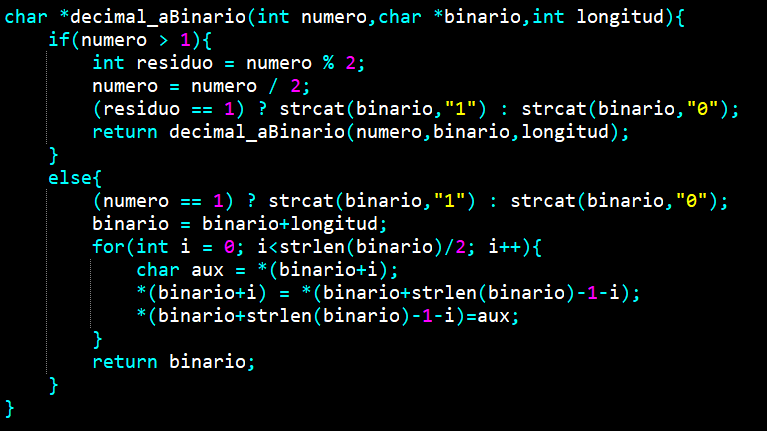 char *decimal_aBinario(int numero,char *binario,int longitud){
    if(numero > 1){
        int residuo = numero % 2;
        numero = numero / 2;
        (residuo == 1) ? strcat(binario,"1") : strcat(binario,"0");
        return decimal_aBinario(numero,binario,longitud);
    }
    else{
        (numero == 1) ? strcat(binario,"1") : strcat(binario,"0");
        binario = binario+longitud;
        for(int i = 0; i<strlen(binario)/2; i++){
            char aux = *(binario+i);
            *(binario+i) = *(binario+strlen(binario)-1-i);
            *(binario+strlen(binario)-1-i)=aux;
        }
        return binario;
    }
}